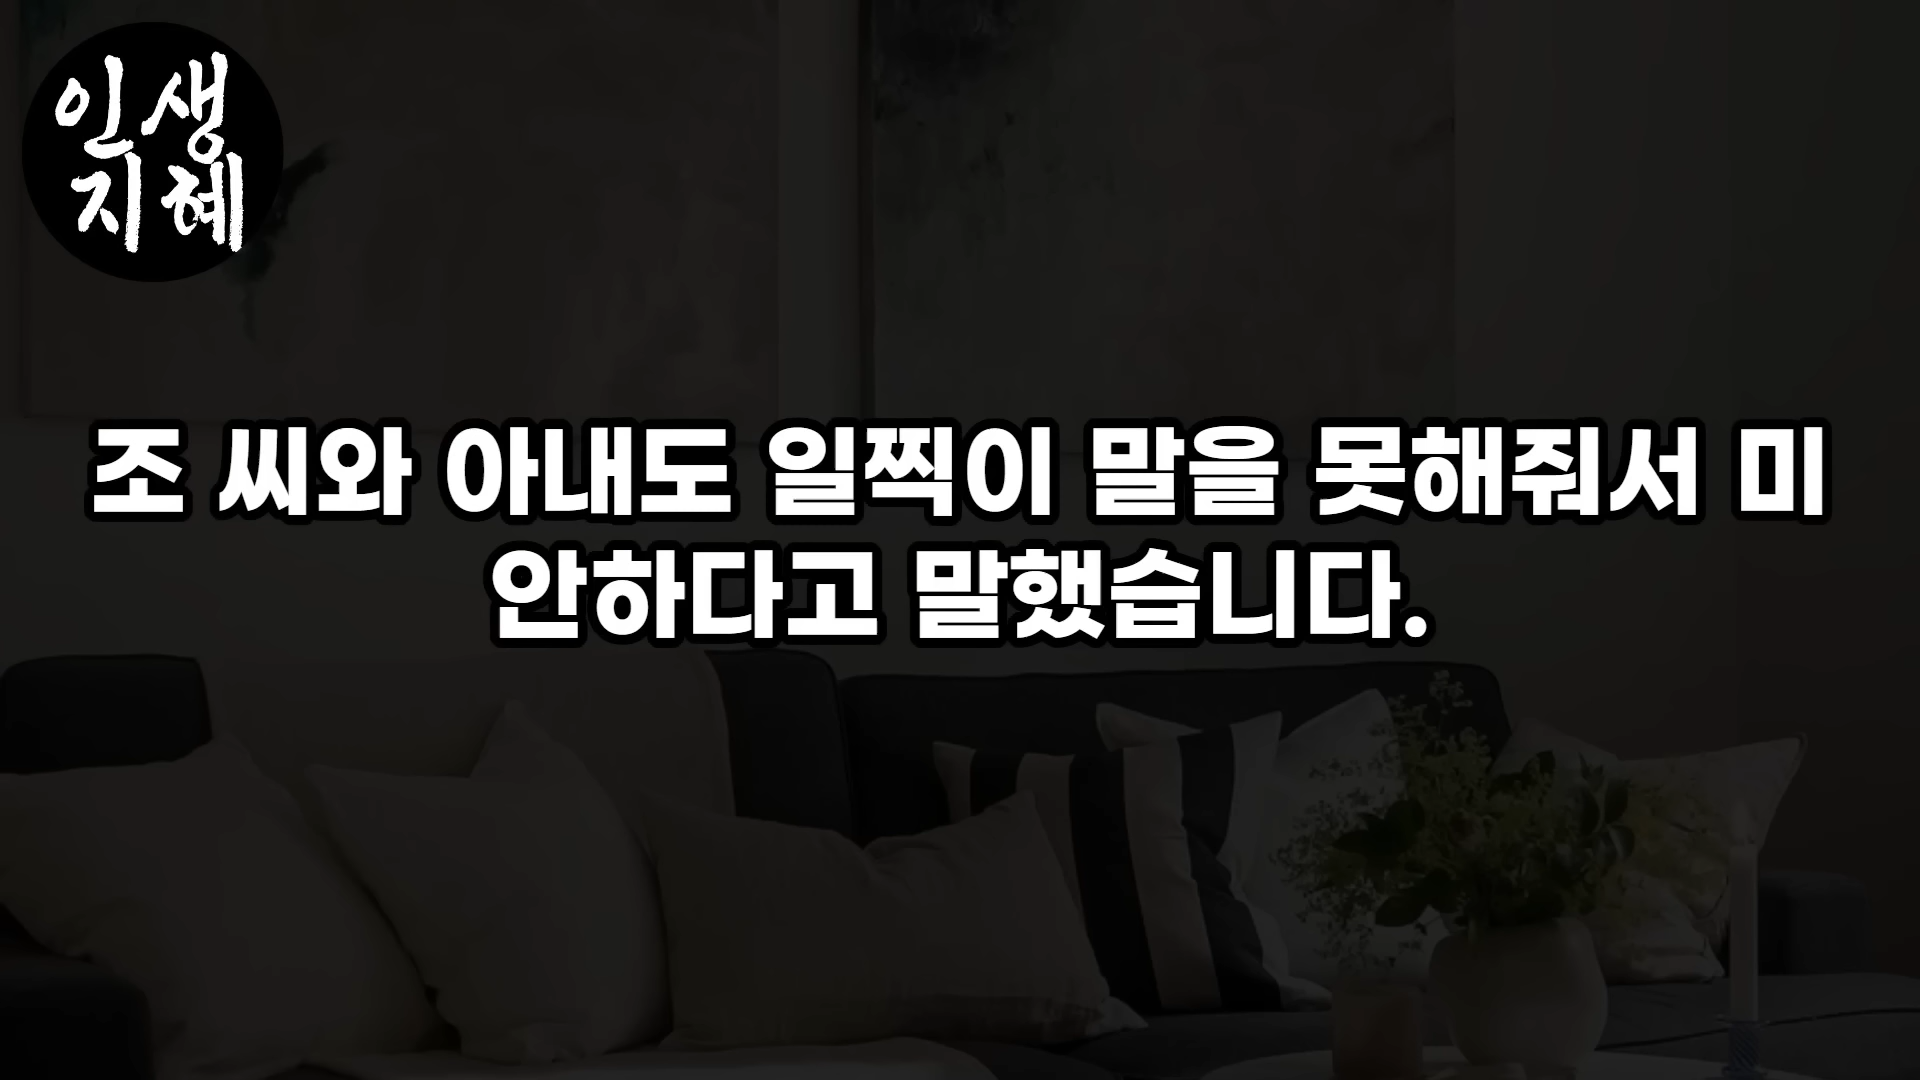 인생
지혜
조 씨와 아내도 일찍이 말을 못해줘서 미
안하다고 말했습니다.